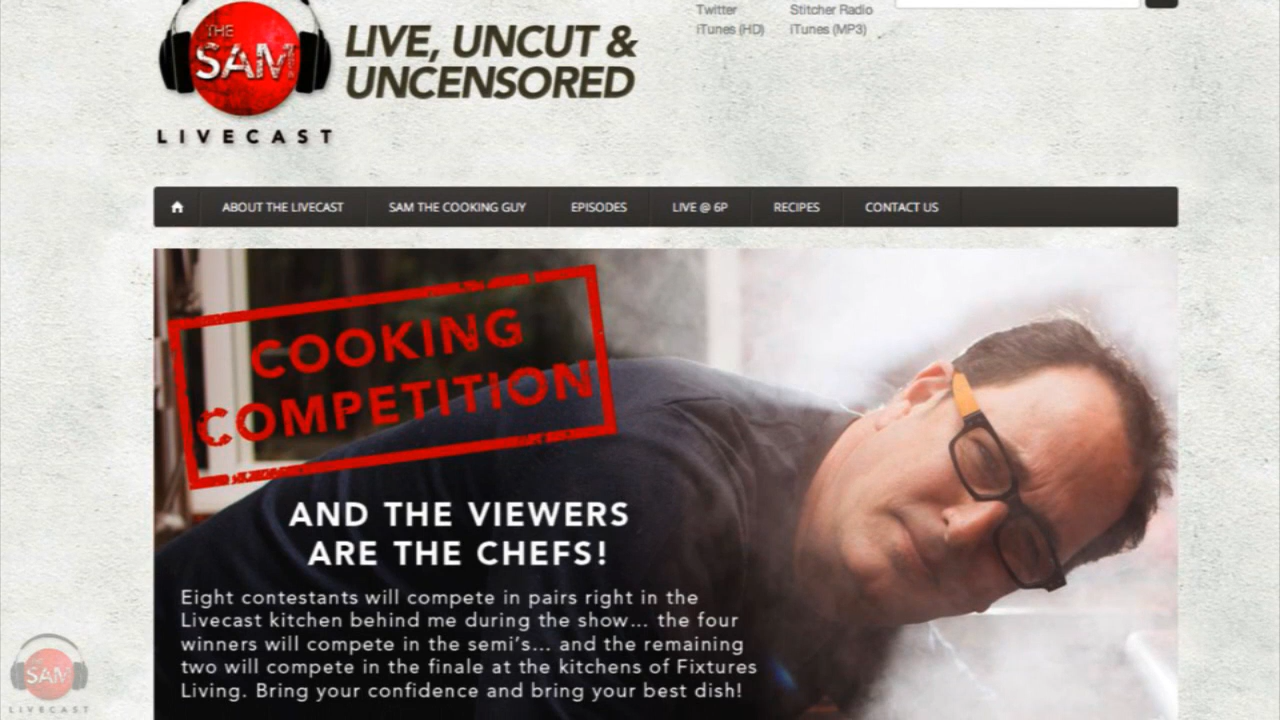 Twitter
Stitcher Radio
iTunes (HD)
iTunes (MP3)
THE
SAM
LIVECAST
LIVE, UNCUT &
UNCENSORED
ABOUT THE LIVECAST
SAM THE COOKING GUY
EPISODES
LIVE @ 6P
RECIPES
CONTACT US
COOKING
COMPETITION
AND THE VIEWERS
ARE THE CHEFS!
Eight contestants will compete in pairs right in the
Livecast kitchen behind me during the show... the four
winners will compete in the semi's... and the remaining
two will compete in the finale at the kitchens of Fixtures
Living. Bring your confidence and bring your best dish!
THE
SAM
LIVECAST